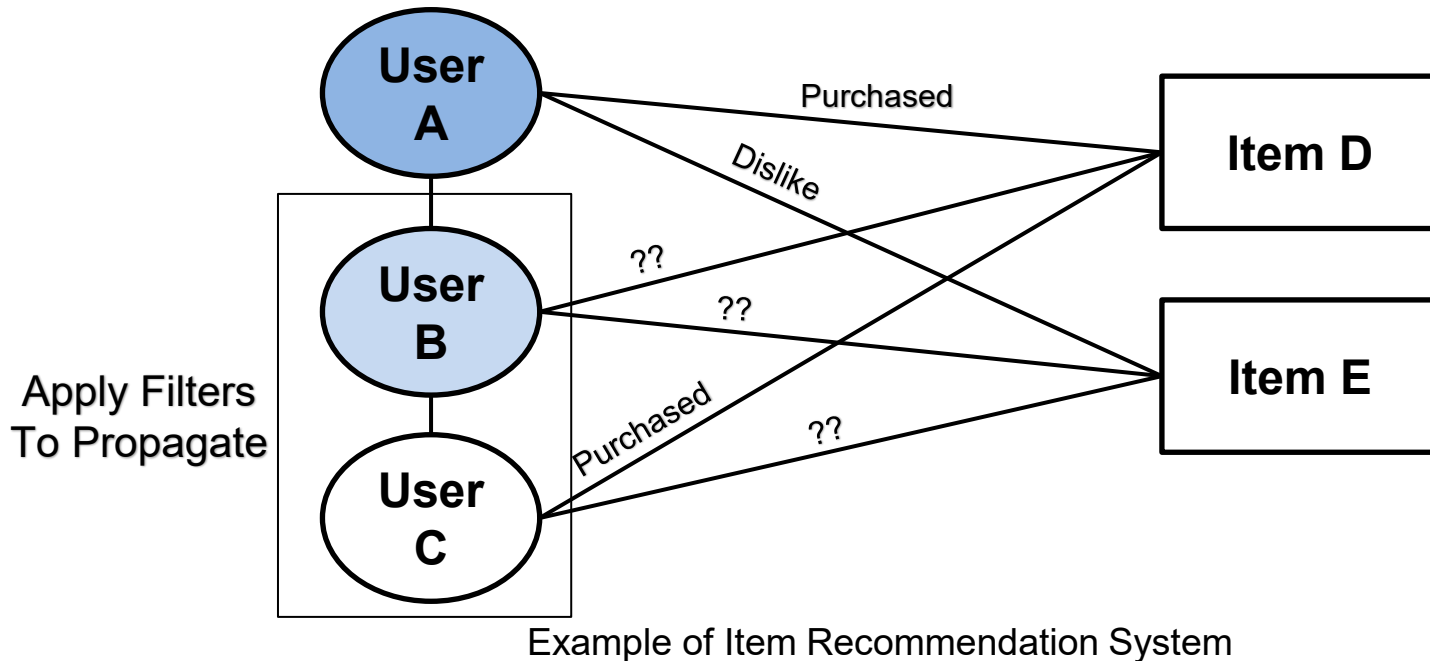 User
A
Purchased
Item D
Dislike
User
B
??
??
Item E
Apply Filters
To Propagate
Purchased
??
User
C
Example of Item Recommendation System